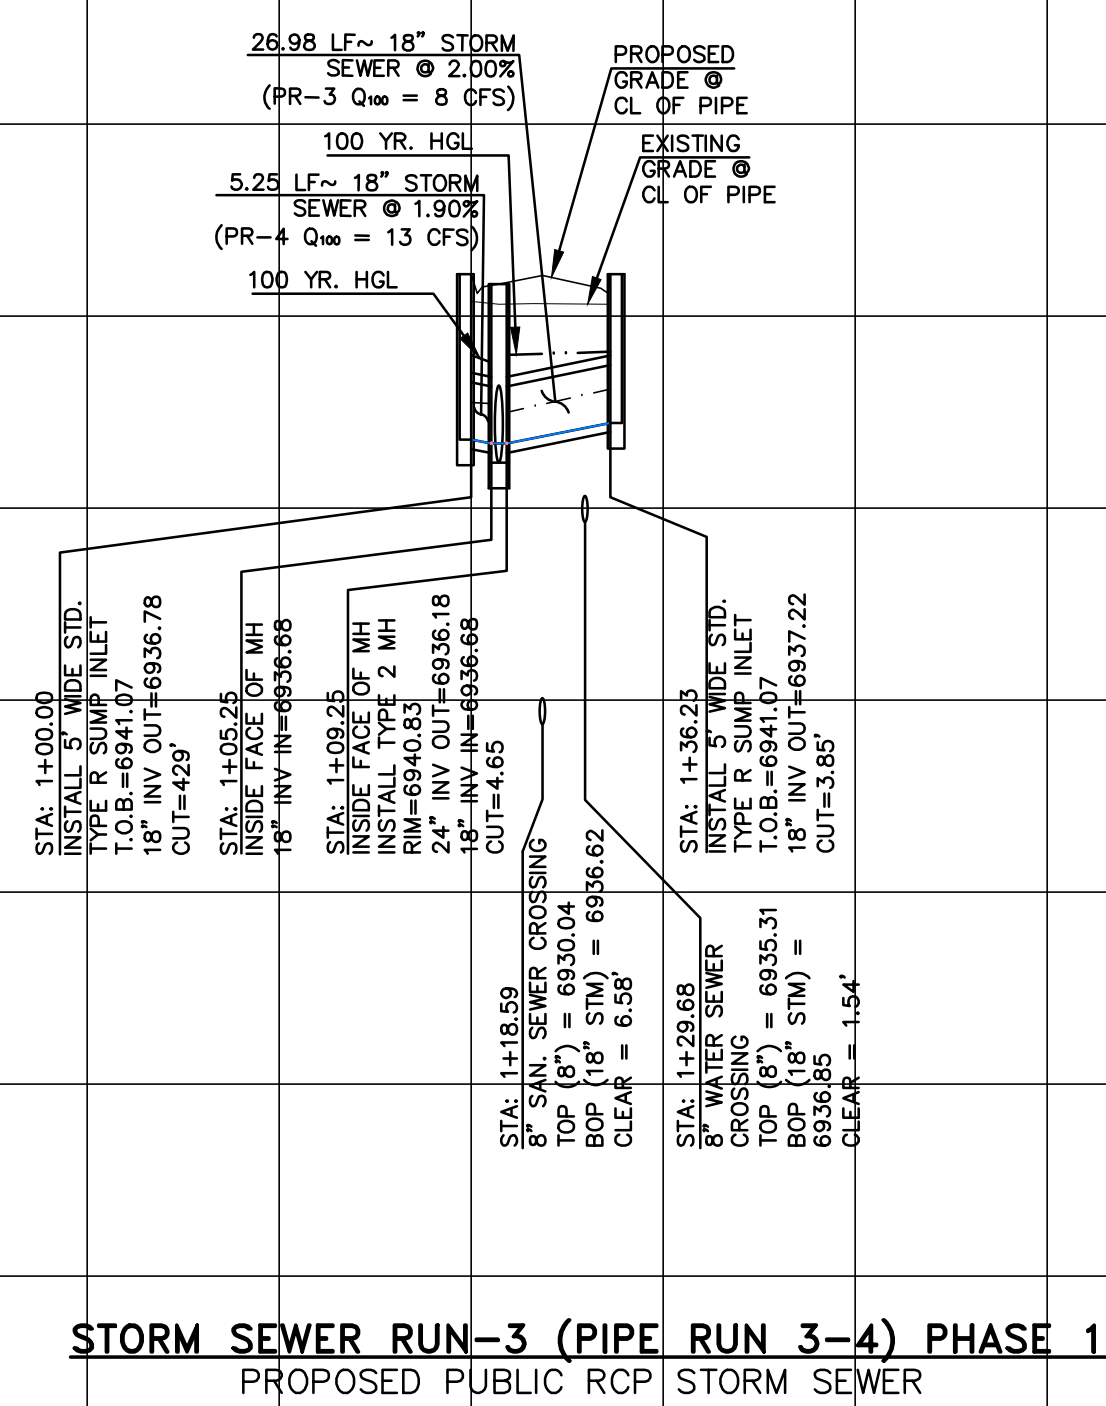 26.98 LF~ 18" STORM
SEWER @ 2.00%
(PR-3 Q100 = 8 CFS)
PROPOSED
GRADE @
CL OF PIPE
100 YR. HGL
EXISTING
GRADE @
CL OF PIPE
5.25 LF~ 18" STORM
SEWER @ 1.90%
(PR-4 Q100 = 13 CFS)
100 YR. HGL
STA: 1+00.00
INSTALL 5' WIDE STD.
TYPE R SUMP INLET
T.O.B.=6941.07
18" INV OUT=6936.78
CUT=429'
STA: 1+05.25
INSIDE FACE OF MH
18" INV IN=6936.68
STA: 1+09.25
INSIDE FACE OF MH
INSTALL TYPE 2 MH
RIM=6940.83
24" INV OUT=6936.18
18" INV IN=6936.68
CUT=4.65
STA: 1+36.23
INSTALL 5' WIDE STD.
TYPE R SUMP INLET
T.O.B.=6941.07
18" INV OUT=6937.22
CUT=3.85'
STA: 1+18.59
8" SAN. SEWER CROSSING
TOP (8") = 6930.04
BOP (18" STM) = 6936.62
CLEAR = 6.58'
STA: 1+29.68
8" WATER SEWER
CROSSING
TOP (8") = 6935.31
BOP (18" STM) =
6936.85
CLEAR = 1.54'
STORM SEWER RUN-3 (PIPE RUN 3-4) PHASE 1
PROPOSED PUBLIC RCP STORM SEWER